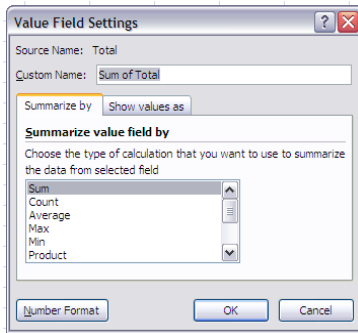 Value Field Settings
Source Name: Total
Custom Name: Sum of Total
Summarize by Show values as
Summarize value field by
Choose the type of calculation that you want to use to summarize
the data from selected field
Sum
Count
Average
Max
Min
Product
Number Format OK Cancel